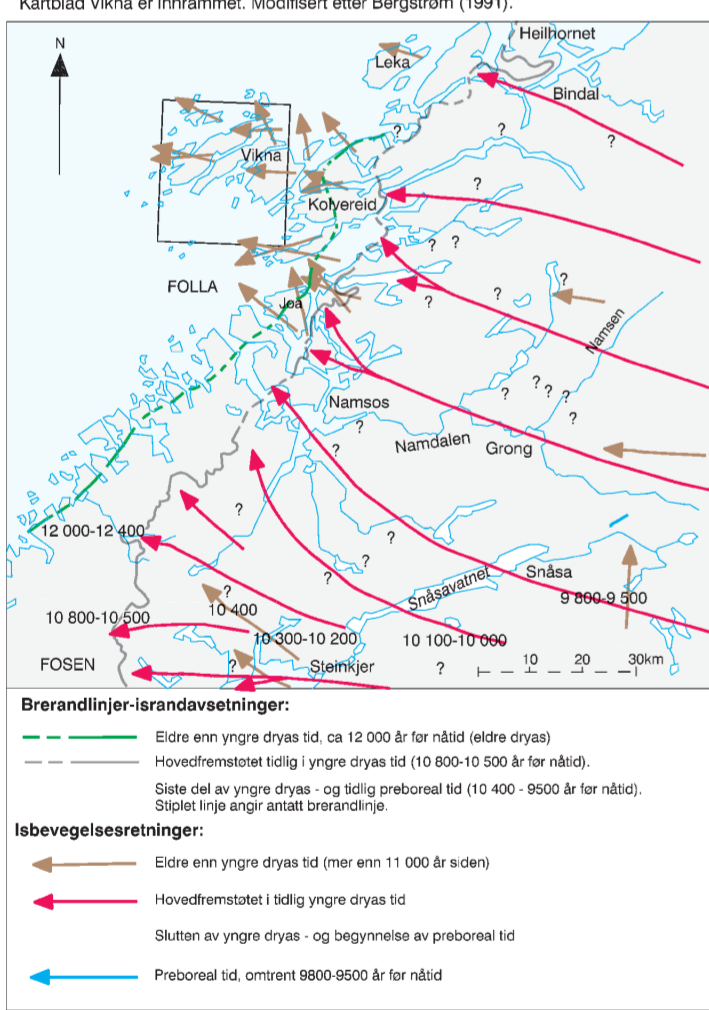 Kartblad Vikna er innrammet. Modifisert etter Bergstrøm (1991).
N
Heilhornet
Leka
Bindal
?
?
?
Vikna
?
Kolvereid
? ?
FOLLA
?
Joa
?
?
Namsen
Namsos
? ? ? ?
?
?
Namdalen
Grong
?
?
12 000-12 400
?
?
?
Snåsavatnet
Snåsa
9 800-9 500
?
10 400
10 800-10 500
10 300-10 200
10 100-10 000
FOSEN
?
Steinkjer
?
10 20 30km
Brerandlinjer-israndavsetninger:
Eldre enn yngre dryas tid, ca 12 000 år før nåtid (eldre dryas)
Hovedfremstøtet tidlig i yngre dryas tid (10 800-10 500 år før nåtid).
Siste del av yngre dryas - og tidlig preboreal tid (10 400 - 9500 år før nåtid).
Stiplet linje angir antatt brerandlinje.
Isbevegelsesretninger:
Eldre enn yngre dryas tid (mer enn 11 000 år siden)
Hovedfremstøtet i tidlig yngre dryas tid
Slutten av yngre dryas - og begynnelse av preboreal tid
Preboreal tid, omtrent 9800-9500 år før nåtid